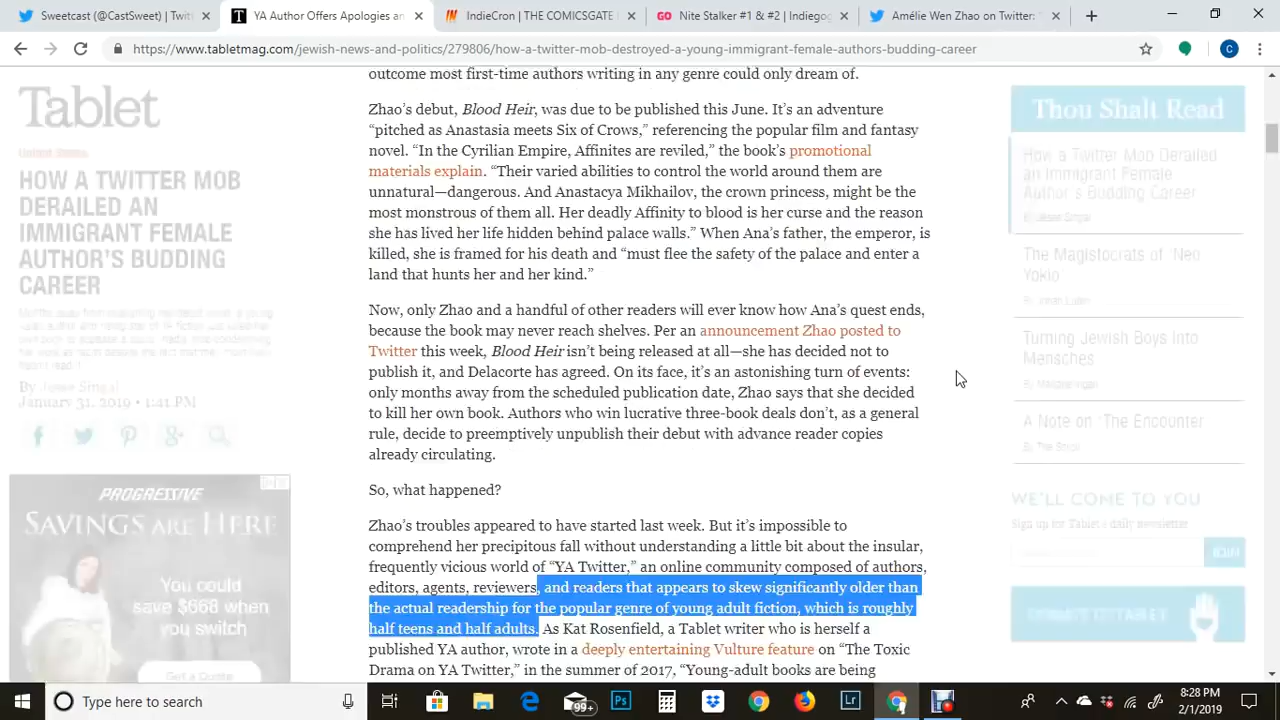 Sweetcast (@CastSweet) | Twitt
YA Author Offers Apologies an
IndieCron | THE COMICSGATE
Nite Stalker #1 & #2 | Indiegog
Amélie Wen Zhao on Twitter: "
https://www.tabletmag.com/jewish-news-and-politics/279806/how-a-twitter-mob-destroyed-a-young-immigrant-female-authors-budding-career
Tablet
HOW A TWITTER MOB
DERAILED AN
IMMIGRANT FEMALE
AUTHOR'S BUDDING
CAREER
By Jesse Singal
January 31, 2019 • 1:41 PM
PROGRESSIVE
SAVINGS ARE HERE
You could
save $668 when
you switch
Get a Quote
outcome most first-time authors writing in any genre could only dream of.
Zhao's debut, Blood Heir, was due to be published this June. It's an adventure
“pitched as Anastasia meets Six of Crows,” referencing the popular film and fantasy
novel. “In the Cyrilian Empire, Affinites are reviled,” the book's promotional
materials explain. “Their varied abilities to control the world around them are
unnatural—dangerous. And Anastacya Mikhailov, the crown princess, might be the
most monstrous of them all. Her deadly Affinity to blood is her curse and the reason
she has lived her life hidden behind palace walls.” When Ana's father, the emperor, is
killed, she is framed for his death and “must flee the safety of the palace and enter a
land that hunts her and her kind.”
Now, only Zhao and a handful of other readers will ever know how Ana's quest ends,
because the book may never reach shelves. Per an announcement Zhao posted to
Twitter this week, Blood Heir isn't being released at all—she has decided not to
publish it, and Delacorte has agreed. On its face, it's an astonishing turn of events:
only months away from the scheduled publication date, Zhao says that she decided
to kill her own book. Authors who win lucrative three-book deals don't, as a general
rule, decide to preemptively unpublish their debut with advance reader copies
already circulating.
So, what happened?
Zhao's troubles appeared to have started last week. But it's impossible to
comprehend her precipitous fall without understanding a little bit about the insular,
frequently vicious world of “YA Twitter,” an online community composed of authors,
editors, agents, reviewers, and readers that appears to skew significantly older than
the actual readership for the popular genre of young adult fiction, which is roughly
half teens and half adults. As Kat Rosenfield, a Tablet writer who is herself a
published YA author, wrote in a deeply entertaining Vulture feature on “The Toxic
Drama on YA Twitter,” in the summer of 2017, “Young-adult books are being
Thou Shalt Read
How a Twitter Mob Derailed
an Immigrant Female
Author's Budding Career
The Magistocrats of 'Neo
Yokio'
Turning Jewish Boys Into
Mensches
A Note on 'The Encounter'
WE'LL COME TO YOU
Sign up for Tablet's daily newsletter
JOIN
Type here to search
99+
8:28 PM
2/1/2019